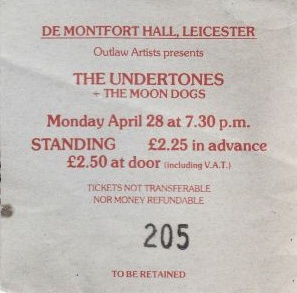 DE MONTFORT HALL, LEICESTER
Outlaw Artists presents
THE UNDERTONES
+ THE MOON DOGS
Monday April 28 at 7.30 p.m.
STANDING £2.25 in advance
£2.50 at door (including V.A.T.)
TICKETS NOT TRANSFERABLE
NOR MONEY REFUNDABLE
205
TO BE RETAINED